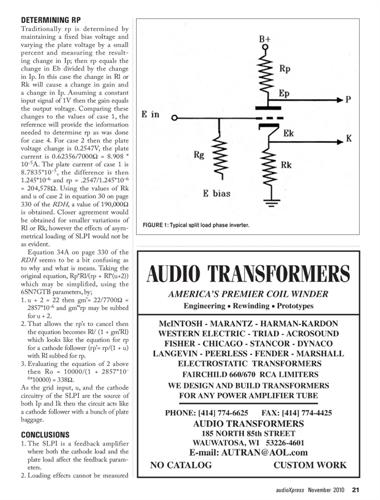 DETERMINING RP
Traditionally rp is determined by
maintaining a fixed bias voltage and
varying the plate voltage by a small
percent and measuring the result-
ing change in Ip; then rp equals the
change in Eb divided by the change
in Ip. In this case the change in Rl or
Rk will cause a change in gain and
a change in Ip. Assuming a constant
input signal of 1V then the gain equals
the output voltage. Comparing these
changes to the values of case 1, the
reference will provide the information
needed to determine rp as was done
for case 4. For case 2 then the plate
voltage change is 0.2547V, the plate
current is 0.62356/7000Ω = 8.908 *
10⁻⁵A. The plate current of case 1 is
8.7835*10⁻⁵, the difference is then
1.245*10⁻⁶ and rp = .2547/1.245*10⁻⁶
= 204,578Ω. Using the values of Rk
and u of case 2 in equation 30 on page
330 of the RDH, a value of 190,000Ω
is obtained. Closer agreement would
be obtained for smaller variations of
Rl or Rk, however the effects of asym-
metrical loading of SLPI would not be
as evident.
Equation 34A on page 330 of the
RDH seems to be a bit confusing as
to why and what is means. Taking the
original equation, Rp*Rl/(rp + Rl*(u+2))
which may be simplified, using the
6SN7GTB parameters, by;
1. u + 2 = 22 then gm'= 22/7700Ω =
2857*10⁻⁶ and gm'*rp may be subbed
for u + 2.
2. That allows the rp's to cancel then
the equation becomes Rl/ (1 + gm'Rl)
which looks like the equation for rp
for a cathode follower (rp'= rp/(1 + u)
with Rl subbed for rp.
3. Evaluating the equation of 2 above
then Ro = 10000/(1 + 2857*10⁻
⁶*10000) = 338Ω.
As the grid input, u, and the cathode
circuitry of the SLPI are the source of
both Ip and Ik then the circuit acts like
a cathode follower with a bunch of plate
baggage.
CONCLUSIONS
1. The SLPI is a feedback amplifier
where both the cathode load and the
plate load affect the feedback param-
eters.
2. Loading effects cannot be measured
B+
Rp
Ep
P
E in
Ek
K
Rg
Rk
E bias
FIGURE 1: Typical split load phase inverter.
AUDIO TRANSFORMERS
AMERICA'S PREMIER COIL WINDER
Engineering • Rewinding • Prototypes
McINTOSH - MARANTZ - HARMAN-KARDON
WESTERN ELECTRIC - TRIAD - ACROSOUND
FISHER - CHICAGO - STANCOR - DYNACO
LANGEVIN - PEERLESS - FENDER - MARSHALL
ELECTROSTATIC TRANSFORMERS
FAIRCHILD 660/670 RCA LIMITERS
WE DESIGN AND BUILD TRANSFORMERS
FOR ANY POWER AMPLIFIER TUBE
PHONE: [414] 774-6625 FAX: [414] 774-4425
AUDIO TRANSFORMERS
185 NORTH 85th STREET
WAUWATOSA, WI 53226-4601
E-mail: AUTRAN@AOL.com
NO CATALOG CUSTOM WORK
audioXpress November 2010 21